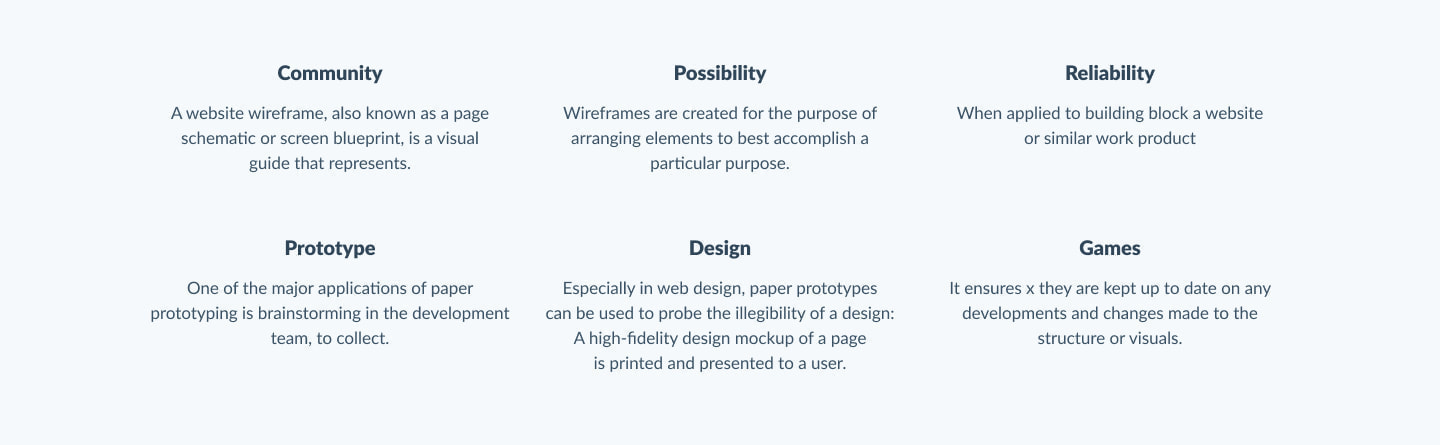 Community
A website wireframe, also known as a page
schematic or screen blueprint, is a visual
guide that represents.
Possibility
Wireframes are created for the purpose of
arranging elements to best accomplish a
particular purpose.
Reliability
When applied to building block a website
or similar work product
Prototype
One of the major applications of paper
prototyping is brainstorming in the development
team, to collect.
Design
Especially in web design, paper prototypes
can be used to probe the illegibility of a design:
A high-fidelity design mockup of a page
is printed and presented to a user.
Games
It ensures x they are kept up to date on any
developments and changes made to the
structure or visuals.